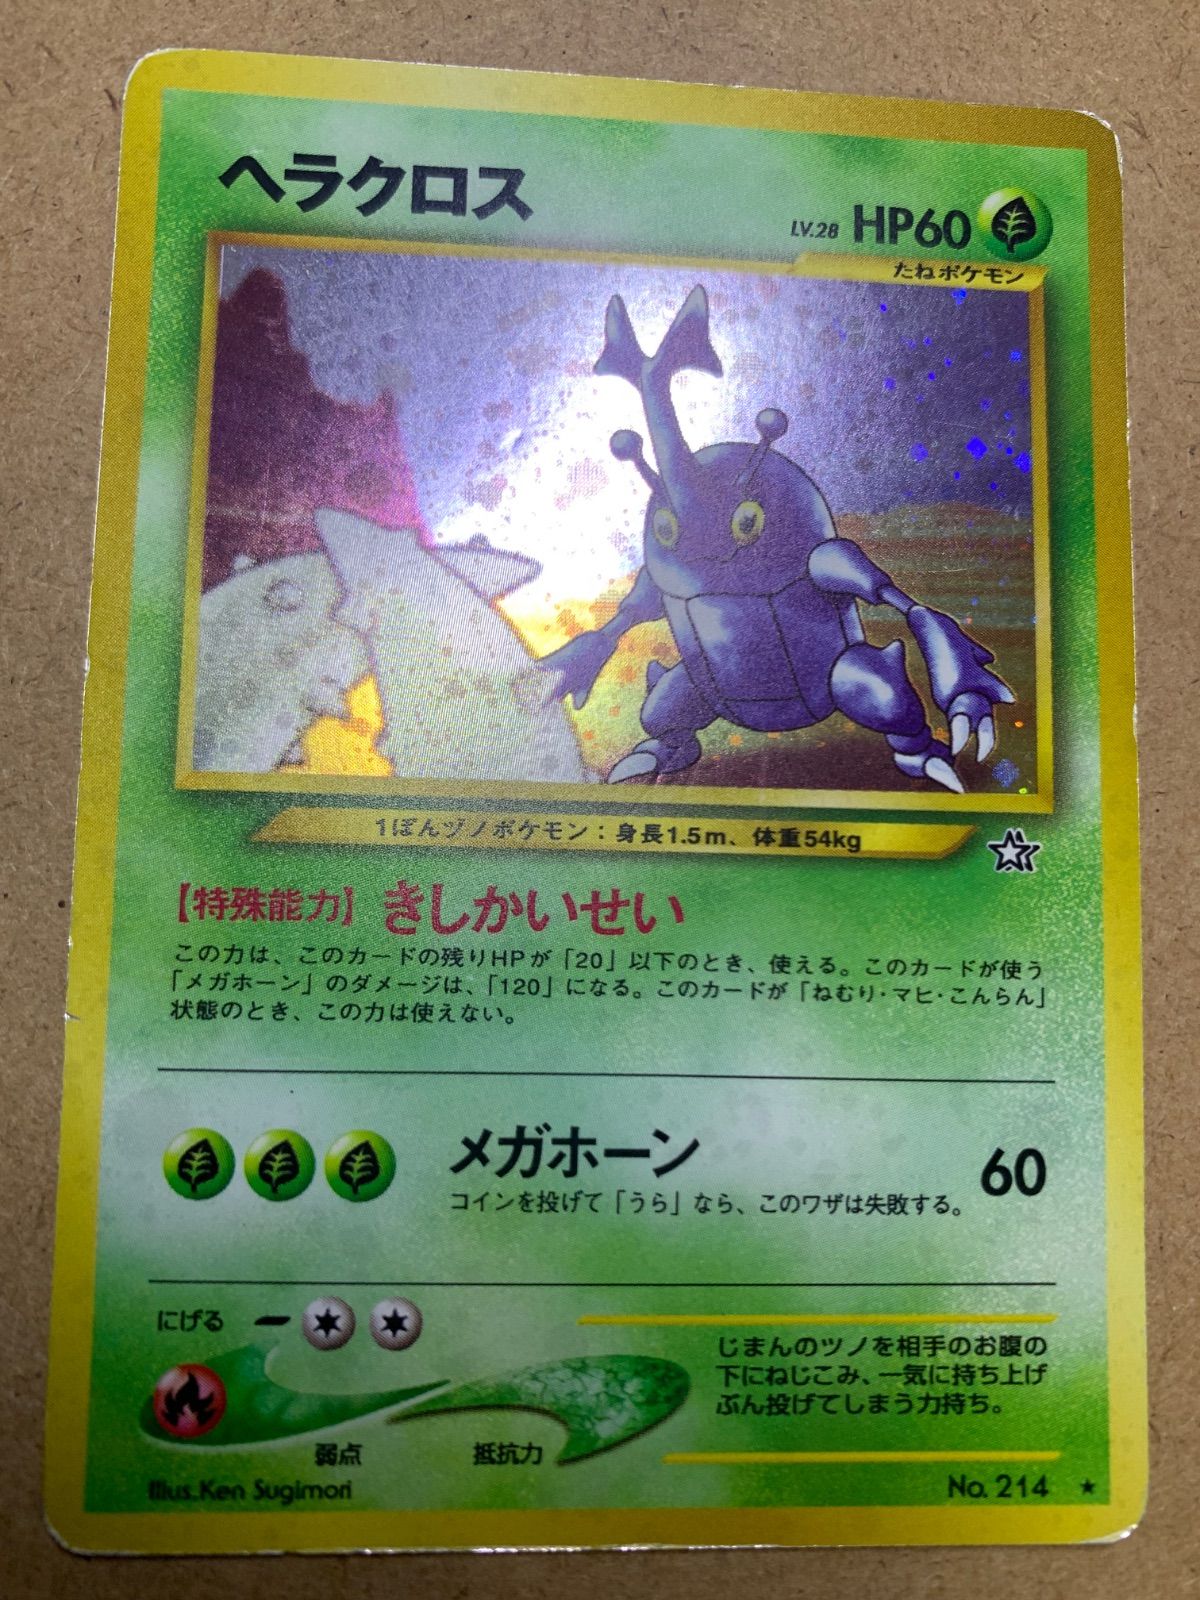 ヘラクロス
LV.28 HP60
たねポケモン
1ぽんヅノポケモン：身長1.5m、体重54kg
【特殊能力】きしかいせい
この力は、このカードの残りHPが「20」以下のとき、使える。このカードが使う
「メガホーン」のダメージは、「120」になる。このカードが「ねむり・マヒ・こんらん」
状態のとき、この力は使えない。
メガホーン 60
コインを投げて「うら」なら、このワザは失敗する。
にげる
弱点 抵抗力
じまんのツノを相手のお腹の
下にねじこみ、一気に持ち上げ
ぶん投げてしまう力持ち。
Illus. Ken Sugimori
No. 214 ★